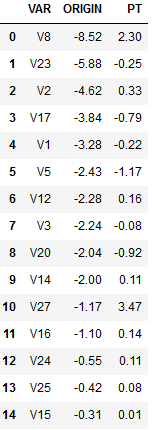 VAR ORIGIN PT
0 V8 -8.52 2.30
1 V23 -5.88 -0.25
2 V2 -4.62 0.33
3 V17 -3.84 -0.79
4 V1 -3.28 -0.22
5 V5 -2.43 -1.17
6 V12 -2.28 0.16
7 V3 -2.24 -0.08
8 V20 -2.04 -0.92
9 V14 -2.00 0.11
10 V27 -1.17 3.47
11 V16 -1.10 0.14
12 V24 -0.55 0.11
13 V25 -0.42 0.08
14 V15 -0.31 0.01